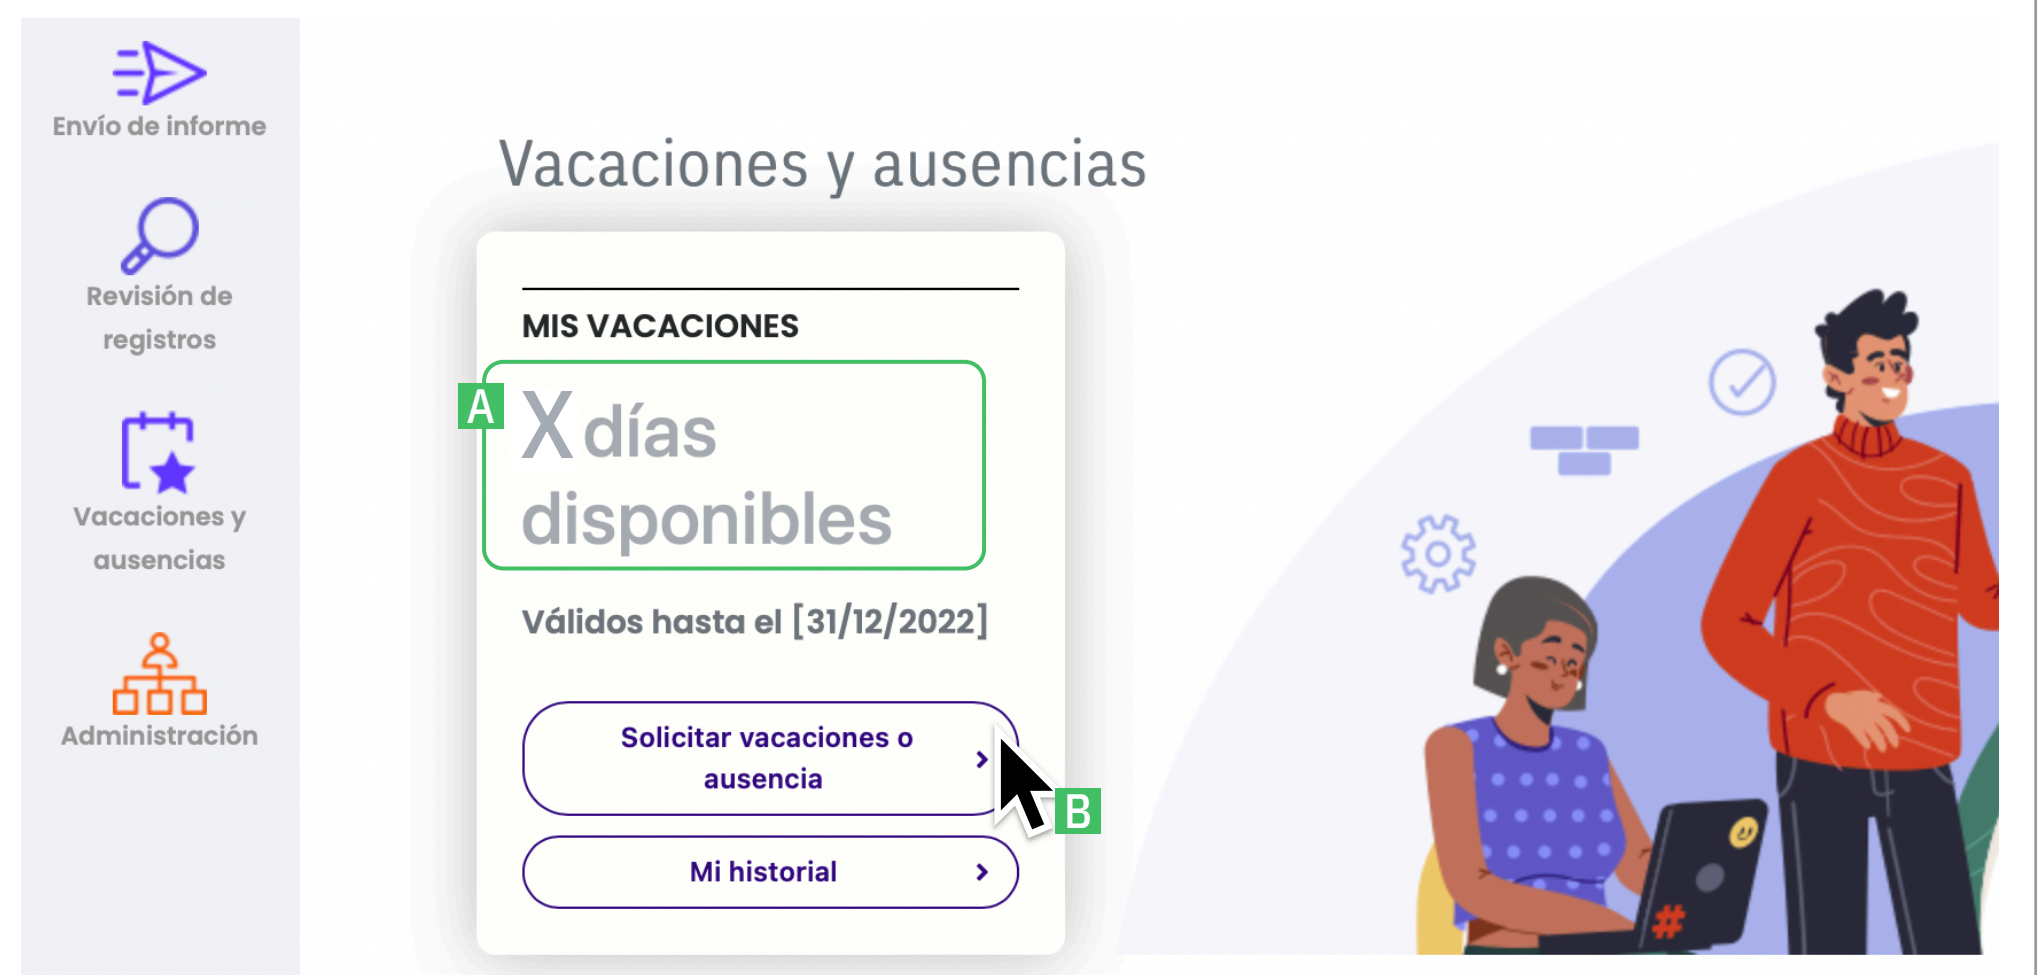 Envío de informe
Revisión de
registros
Vacaciones y
ausencias
Administración
Vacaciones y ausencias
MIS VACACIONES
A
X días
disponibles
Válidos hasta el [31/12/2022]
Solicitar vacaciones o
ausencia
B
Mi historial
#